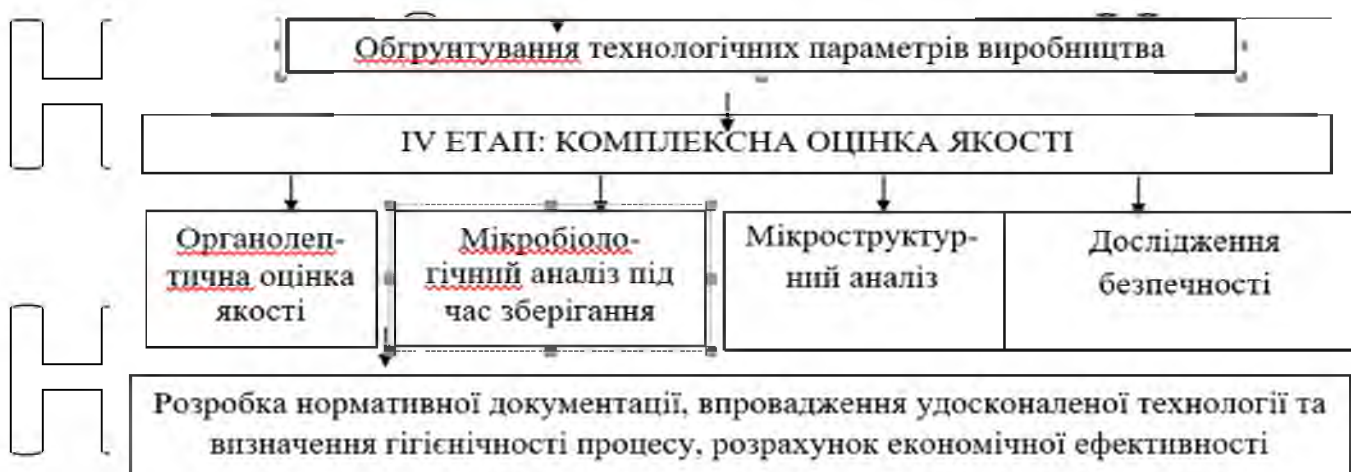 Обгрунтування технологічних параметрів виробництва
IV ЕТАП: КОМПЛЕКСНА ОЦІНКА ЯКОСТІ
Органолеп-
тична оцінка
якості
Мікробіоло-
гічний аналіз під
час зберігання
Мікроструктур-
ний аналіз
Дослідження
безпечності
Розробка нормативної документації, впровадження удосконаленої технології та
визначення гігієнічності процесу, розрахунок економічної ефективності